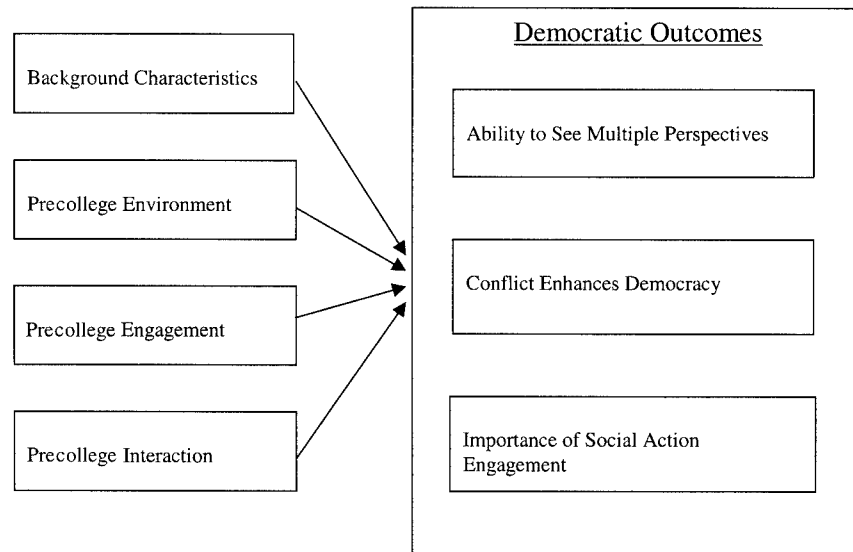 Democratic Outcomes
Background Characteristics
Precollege Environment
Precollege Engagement
Precollege Interaction
Ability to See Multiple Perspectives
Conflict Enhances Democracy
Importance of Social Action
Engagement